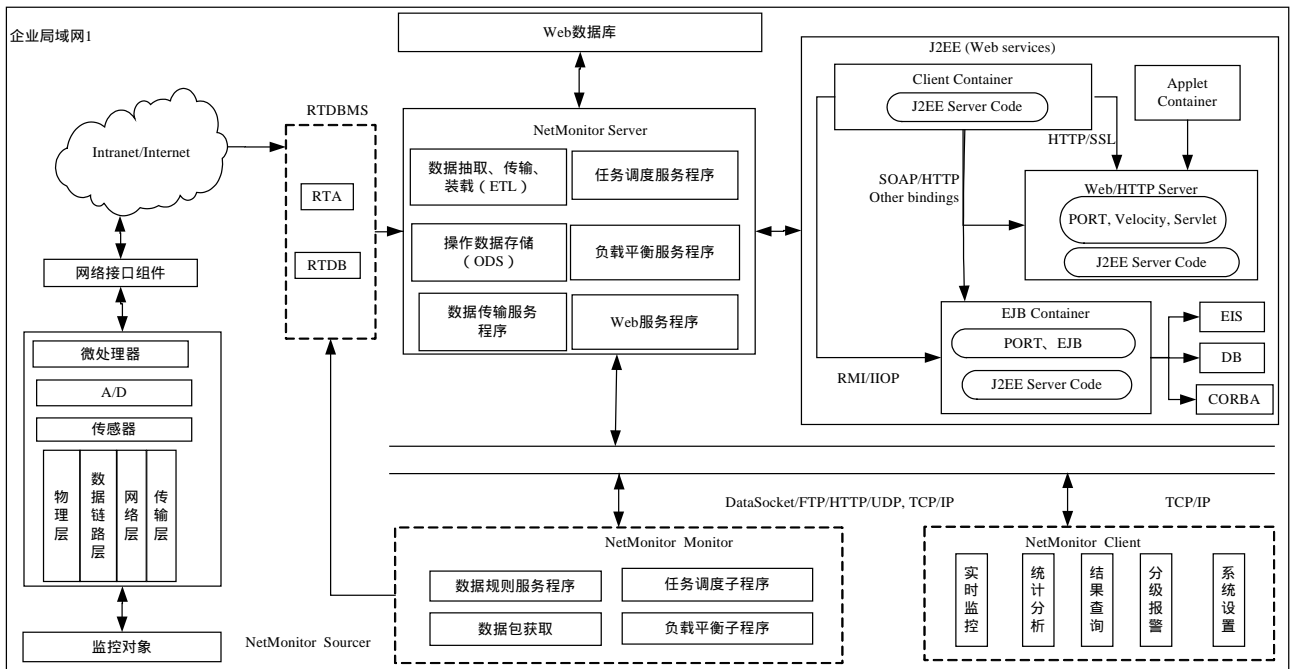 企业局域网1
Web数据库
Intranet/Internet
网络接口组件
微处理器
A/D
传感器
物理层
数据链路层
网络层
传输层
监控对象
RTDBMS
RTA
RTDB
NetMonitor Server
数据抽取、传输、
装载（ETL）
任务调度服务程序
操作数据存储
（ODS）
负载平衡服务程序
数据传输服务
程序
Web服务程序
J2EE (Web services)
Client Container
J2EE Server Code
Applet
Container
HTTP/SSL
SOAP/HTTP
Other bindings
Web/HTTP Server
PORT, Velocity, Servlet
J2EE Server Code
EJB Container
PORT、EJB
J2EE Server Code
RMI/IIOP
EIS
DB
CORBA
DataSocket/FTP/HTTP/UDP, TCP/IP
TCP/IP
NetMonitor Monitor
数据规则服务程序
任务调度子程序
数据包获取
负载平衡子程序
NetMonitor Sourcer
NetMonitor Client
实时监控
统计分析
结果查询
分级报警
系统设置